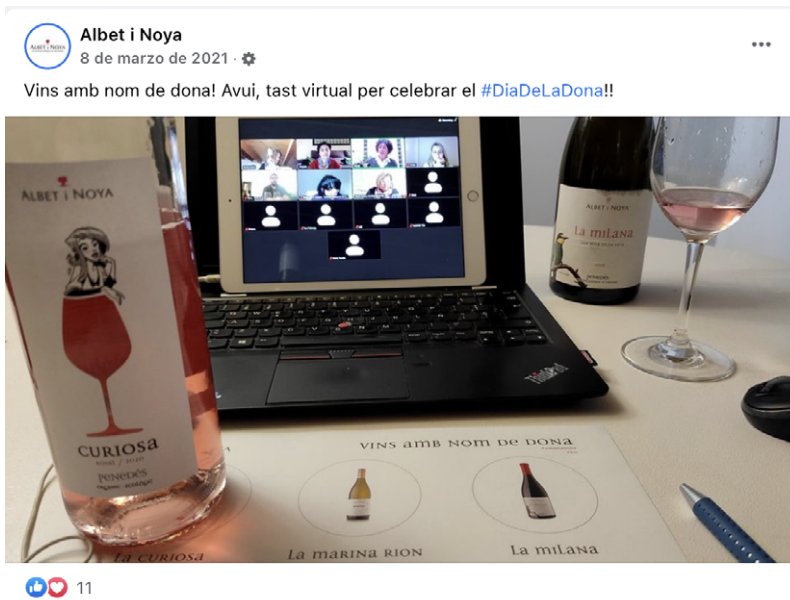 Albet i Noya
8 de marzo de 2021 ·
Vins amb nom de dona! Avui, tast virtual per celebrar el #DiaDeLaDona!!
ALBET i NOYA
CURIOSA
PENEDÈS
ALBET i NOYA
La miLana
PENEDÈS
ThinkPad
VINS amB NOM De DONA
La CURIOSa
La maRINa RION
La miLana
11